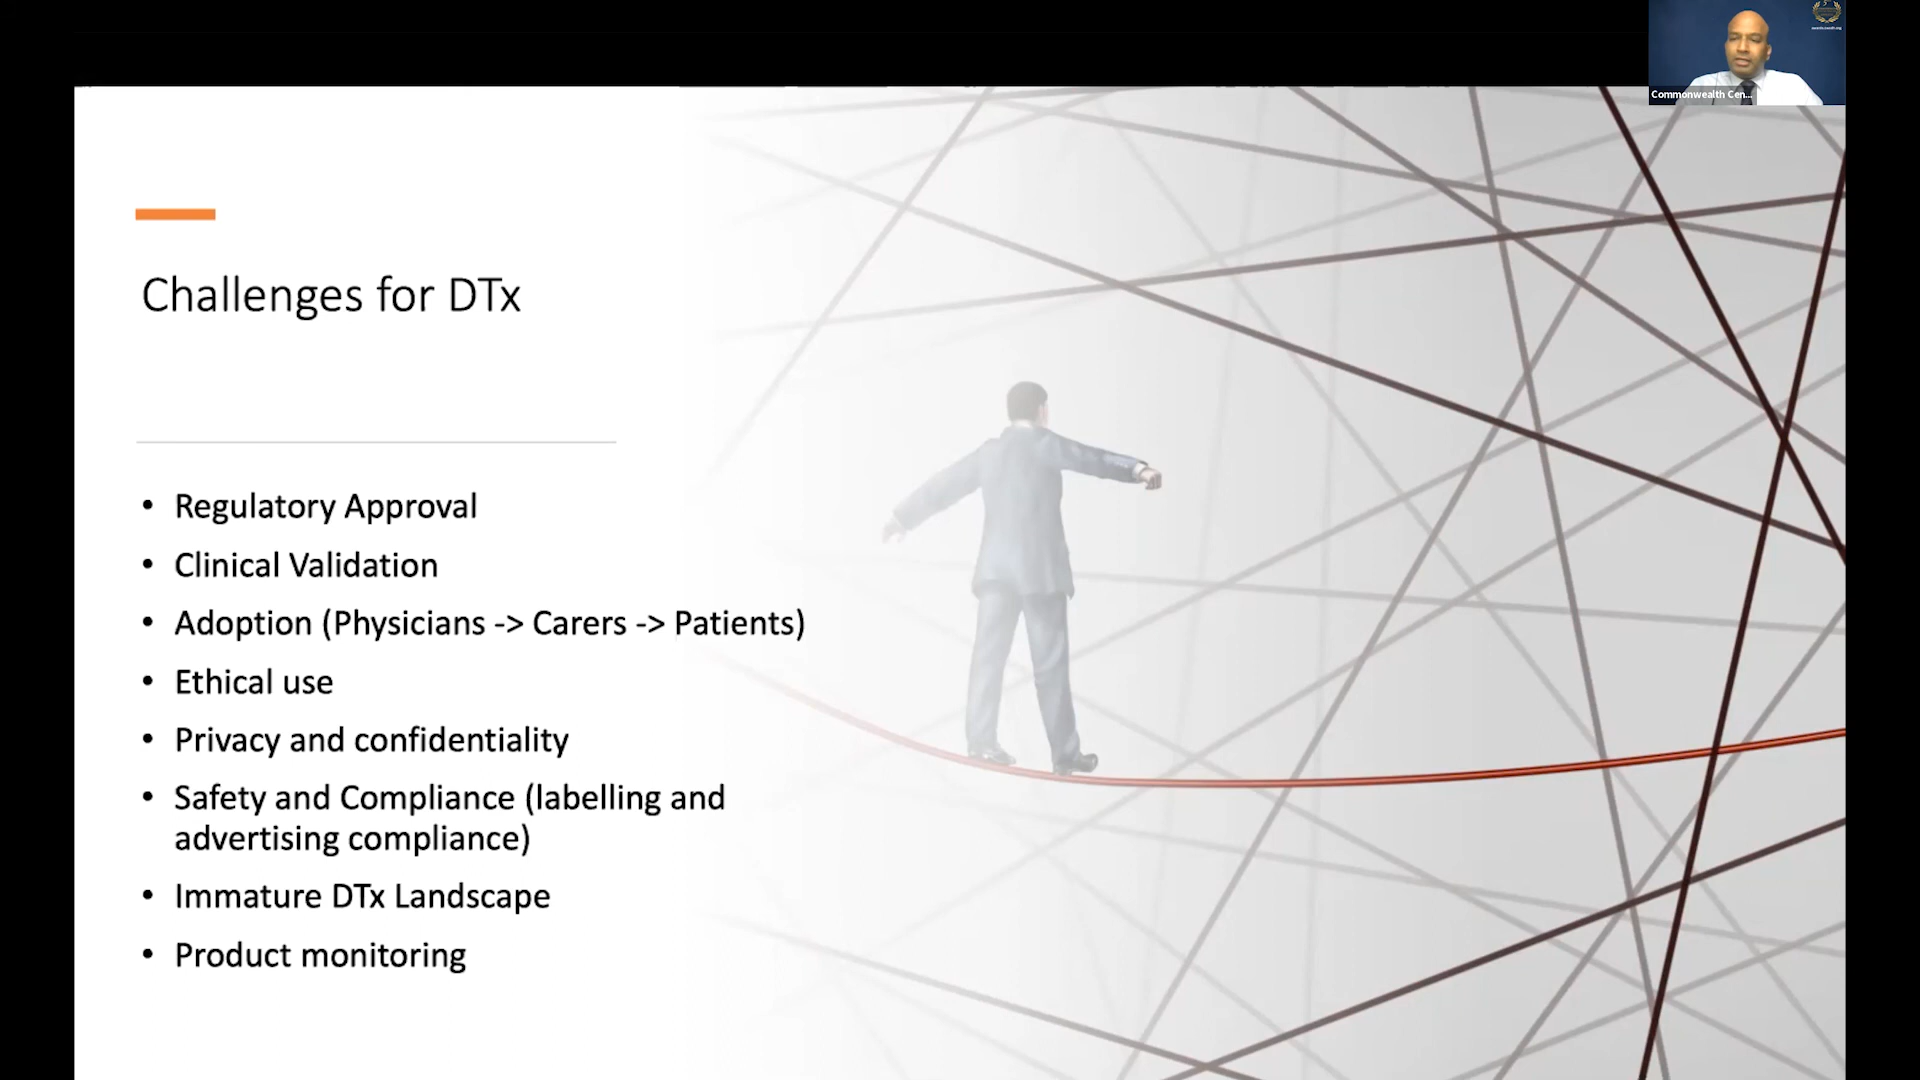 Commonwealth Cen...
Challenges for DTx
• Regulatory Approval
• Clinical Validation
• Adoption (Physicians -> Carers -> Patients)
• Ethical use
• Privacy and confidentiality
• Safety and Compliance (labelling and
advertising compliance)
• Immature DTx Landscape
• Product monitoring